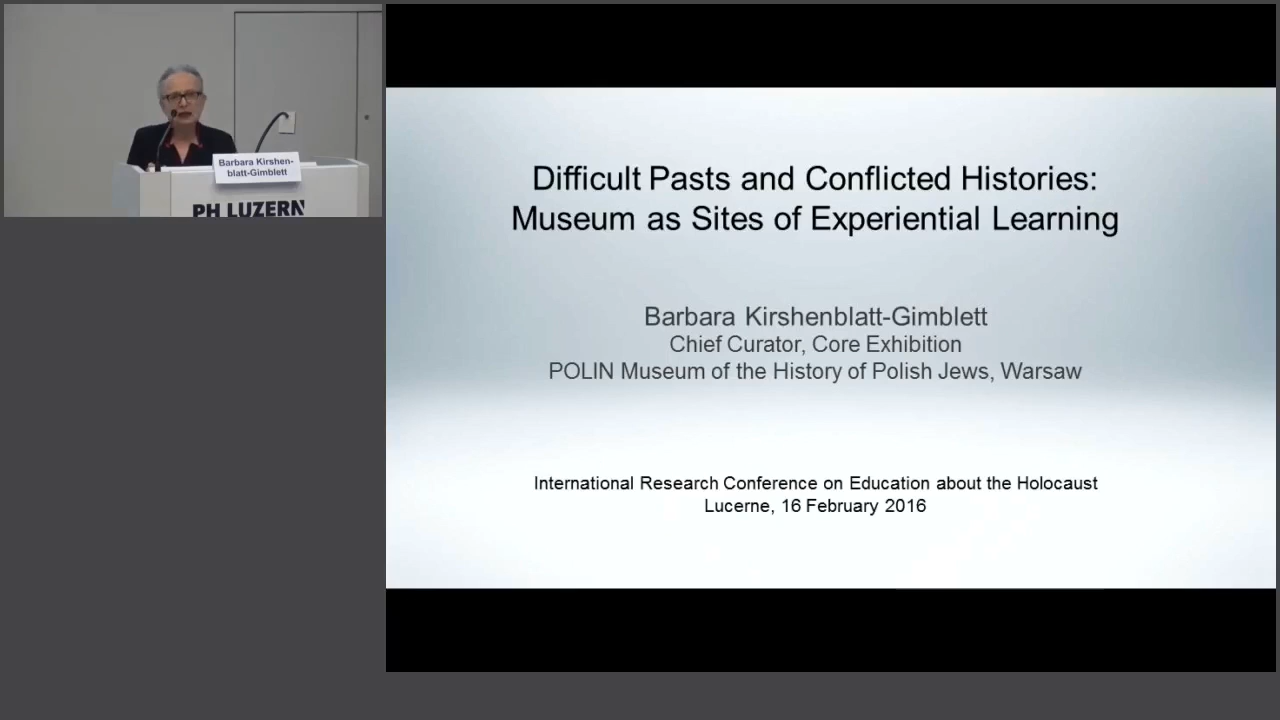 Barbara Kirshen-
blatt-Gimblett
PH LUZERN
Difficult Pasts and Conflicted Histories:
Museum as Sites of Experiential Learning
Barbara Kirshenblatt-Gimblett
Chief Curator, Core Exhibition
POLIN Museum of the History of Polish Jews, Warsaw
International Research Conference on Education about the Holocaust
Lucerne, 16 February 2016